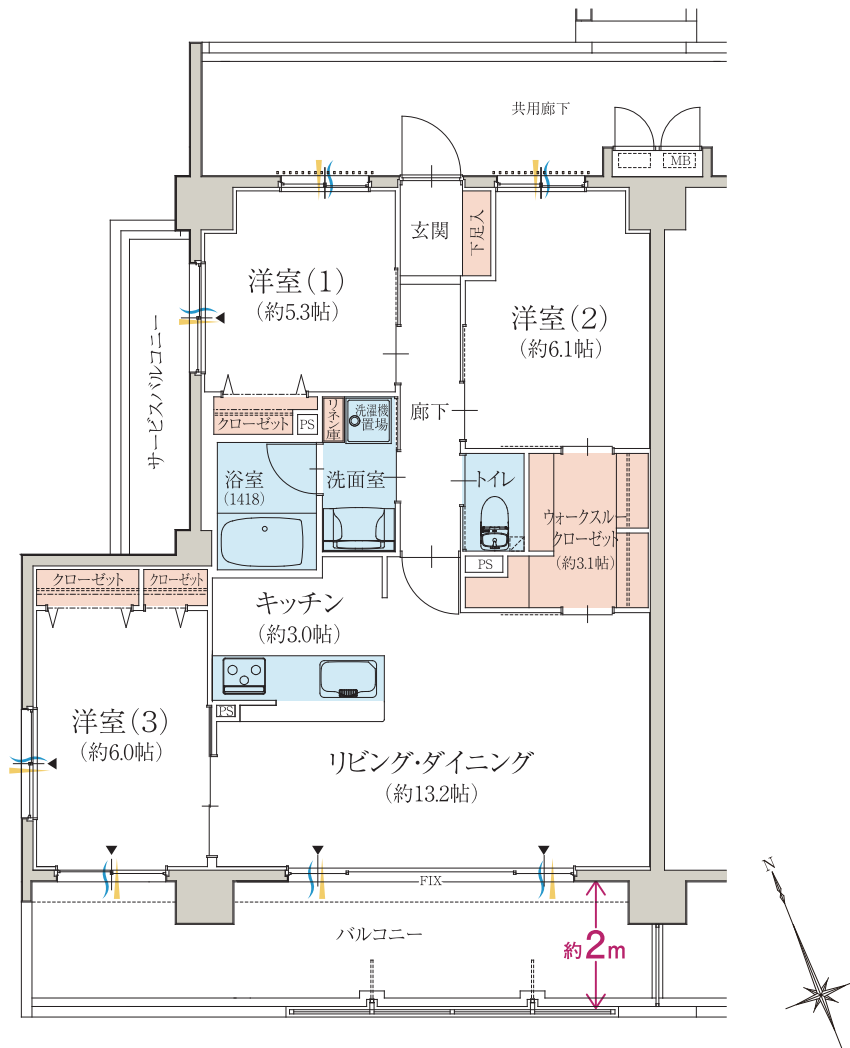 共用廊下
MB
玄関
下足入
洋室(1)
(約5.3帖)
洋室(2)
(約6.1帖)
サービスバルコニー
廊下
クローゼット
PS
リネン庫
洗濯機
置場
浴室
(1418)
洗面室
トイレ
ウォークスルー
クローゼット
(約3.1帖)
PS
クローゼット
クローゼット
キッチン
(約3.0帖)
PS
洋室(3)
(約6.0帖)
リビング・ダイニング
(約13.2帖)
FIX
バルコニー
約2m
N